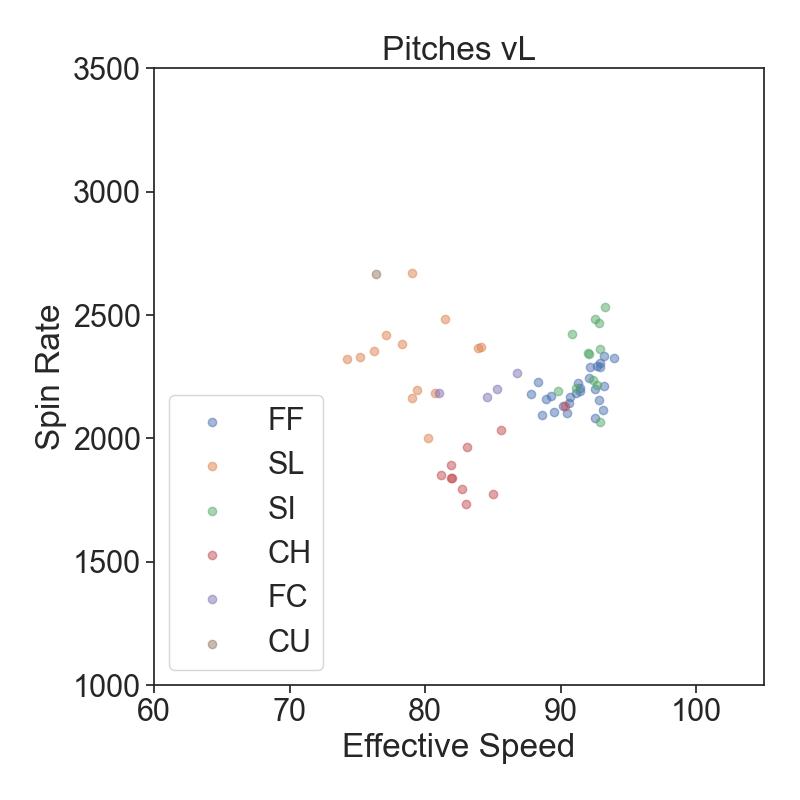 Pitches vL
3500
3000
2500
2000
1500
1000
Spin Rate
FF
SL
SI
CH
FC
CU
60 70 80 90 100
Effective Speed